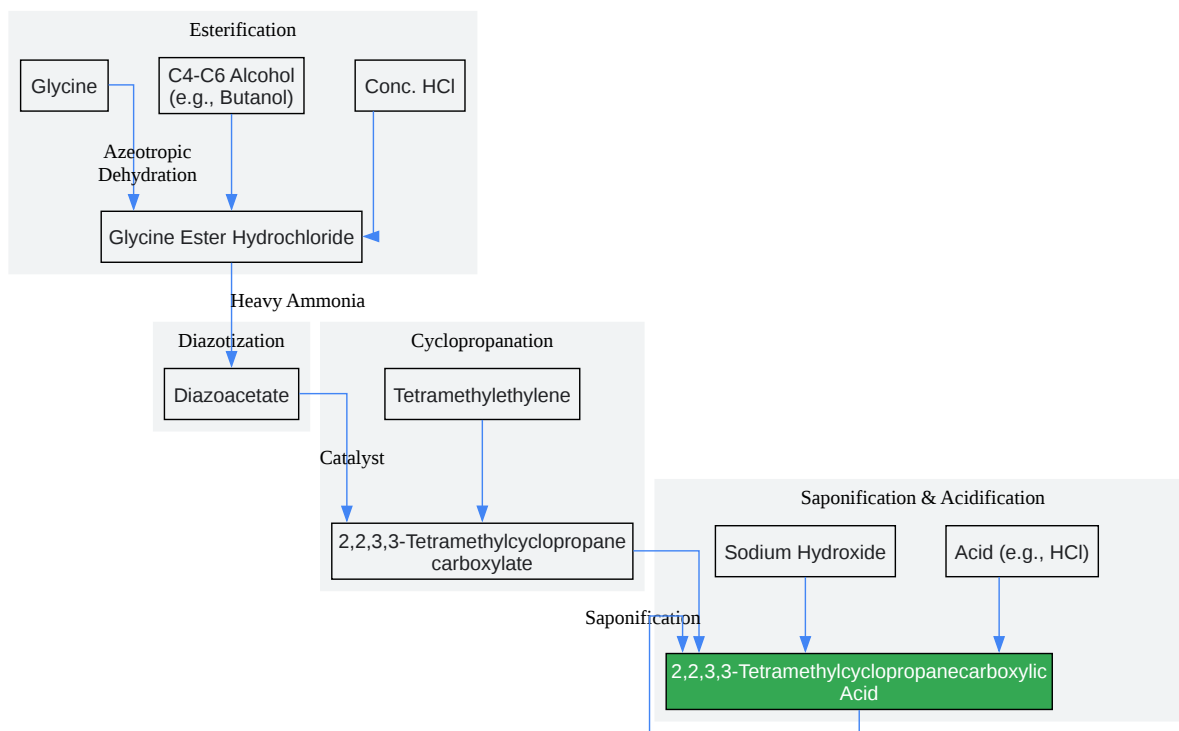 Esterification
Glycine
C4-C6 Alcohol
(e.g., Butanol)
Conc. HCl
Azeotropic
Dehydration
Glycine Ester Hydrochloride
Heavy Ammonia
Diazotization
Cyclopropanation
Diazoacetate
Tetramethylethylene
Catalyst
Saponification & Acidification
2,2,3,3-Tetramethylcyclopropane
carboxylate
Sodium Hydroxide
Acid (e.g., HCl)
Saponification
2,2,3,3-Tetramethylcyclopropanecarboxylic
Acid